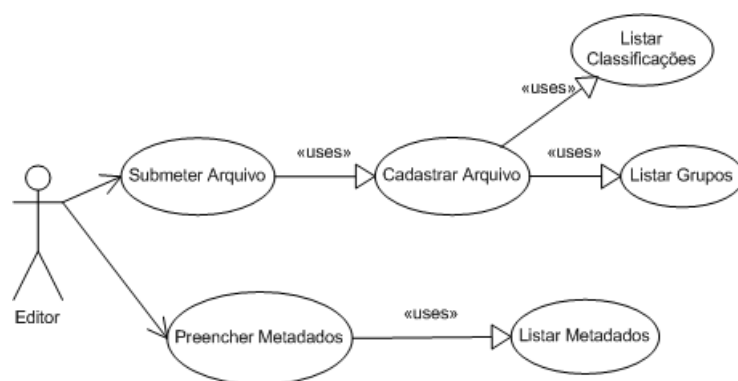 Listar
Classificações
«uses»
«uses»
«uses»
Submeter Arquivo
Cadastrar Arquivo
Listar Grupos
Editor
«uses»
Preencher Metadados
Listar Metadados